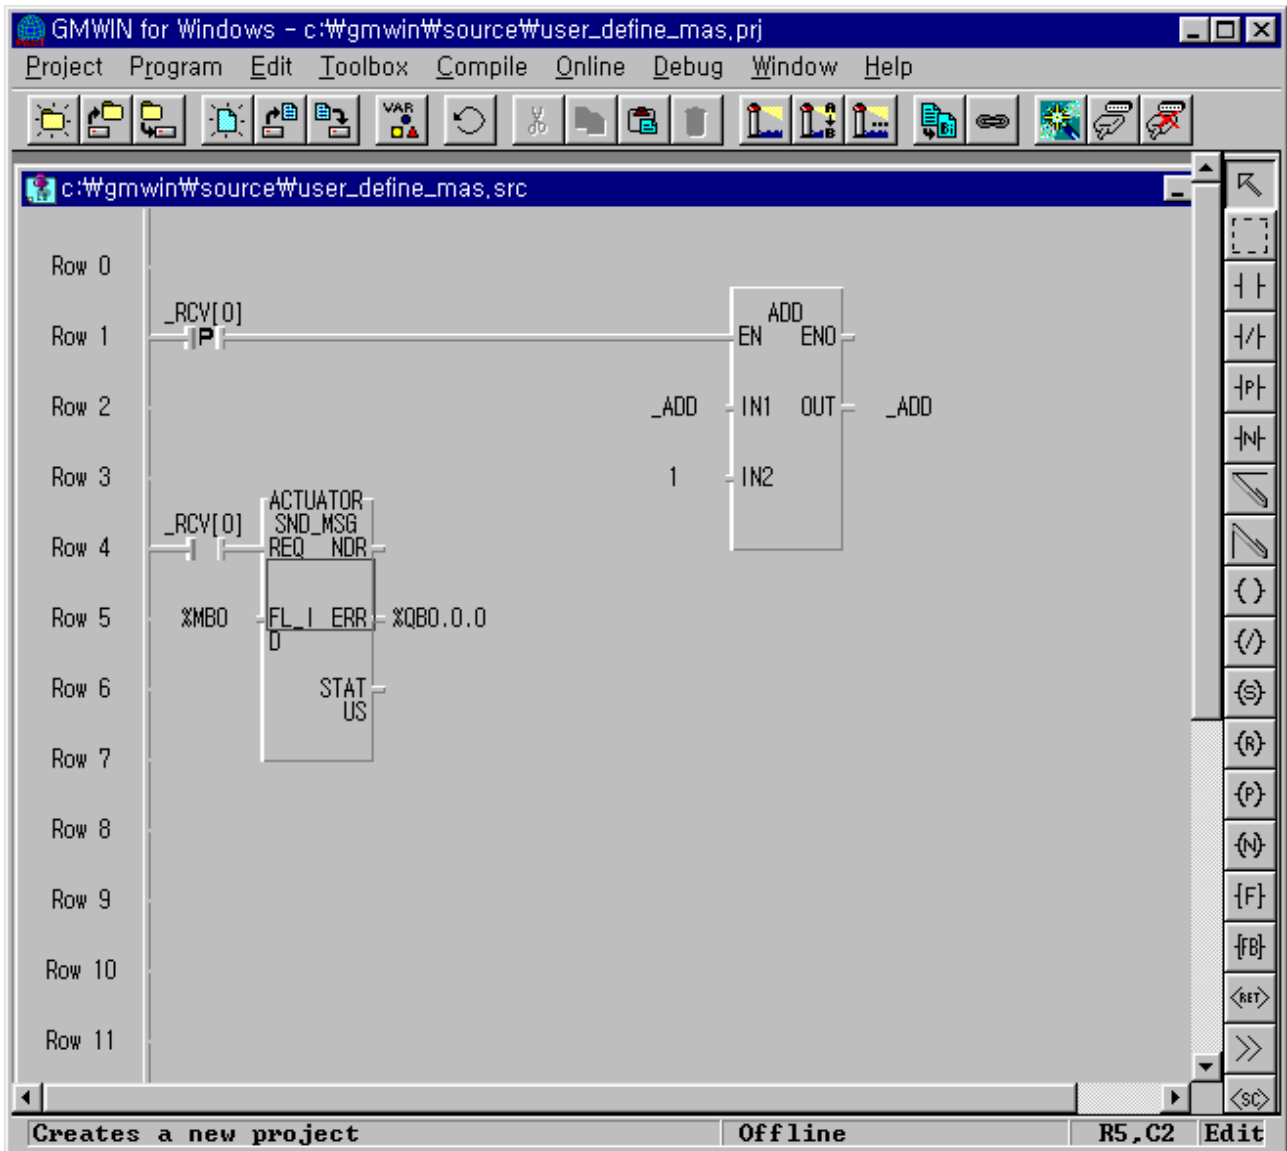 GMWIN for Windows - c:₩gmwin₩source₩user_define_mas,prj
Project Program Edit Toolbox Compile Online Debug Window Help
VAR
c:₩gmwin₩source₩user_define_mas,src
Row 0
_RCV[0] ADD
Row 1 P EN ENO
Row 2 _ADD IN1 OUT _ADD
Row 3 1 IN2
ACTUATOR
_RCV[0] SND_MSG
Row 4 REQ NDR
Row 5 %MB0 FL_I ERR %QB0.0.0
D
Row 6 STAT
US
Row 7
Row 8
Row 9
Row 10
Row 11
P
N
( )
(/)
(S)
(R)
(P)
(N)
{F}
{FB}
<RET>
>>
<SC>
Creates a new project Offline R5,C2 Edit